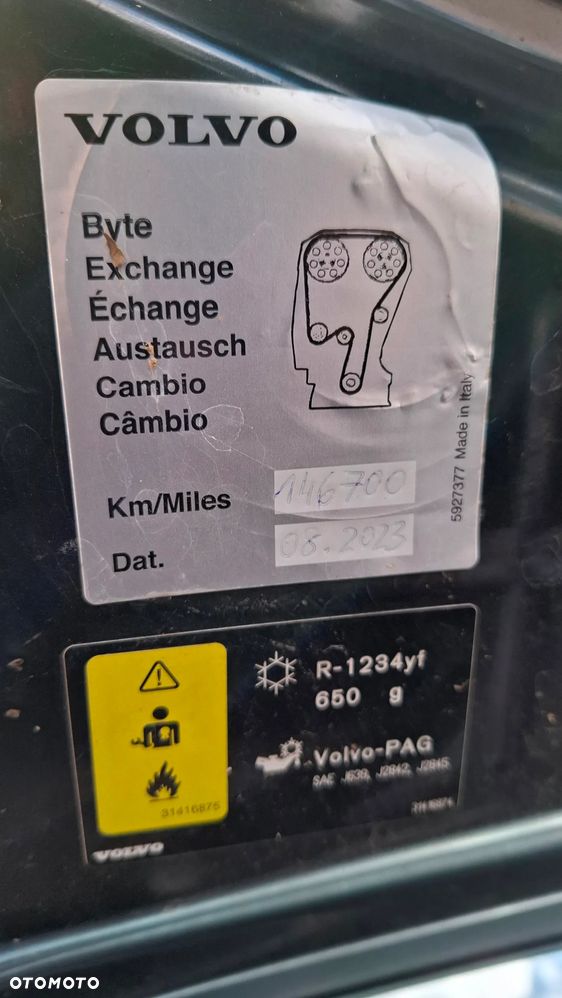 VOLVO
Byte
Exchange
Échange
Austausch
Cambio
Câmbio
Km/Miles 146700
Dat. 08.2023
5927377 Made in Italy
R-1234yf
650 g
Volvo-PAG
SAE J639, J2842, J2845
31416876
VOLVO
OTOMOTO